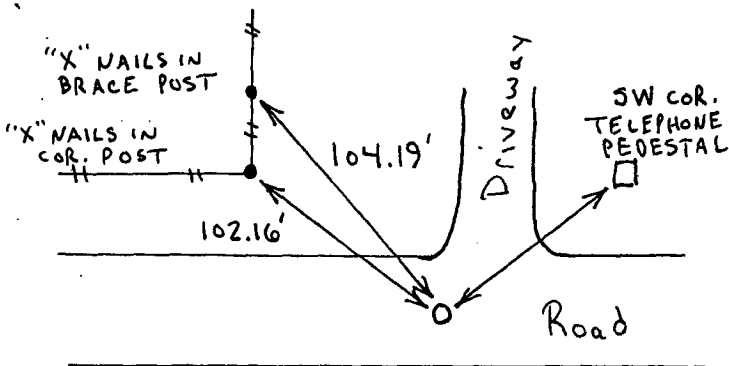 "X" NAILS IN
BRACE POST
"X" NAILS IN
COR. POST
104.19'
102.16'
Driveway
SW COR.
TELEPHONE
PEDESTAL
Road